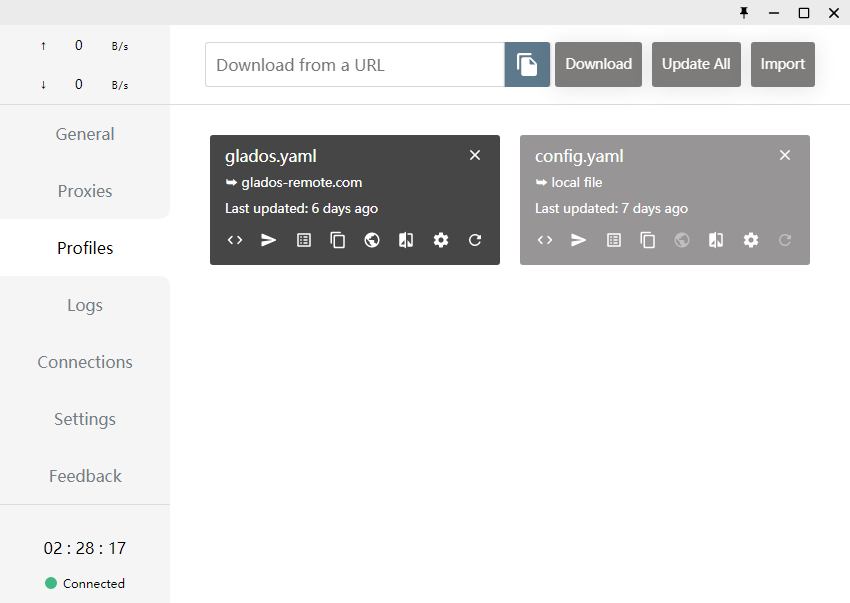 ↑ 0 B/s
↓ 0 B/s
General
Proxies
Profiles
Logs
Connections
Settings
Feedback
02 : 28 : 17
Connected
Download from a URL
Download
Update All
Import
glados.yaml
glados-remote.com
Last updated: 6 days ago
config.yaml
local file
Last updated: 7 days ago